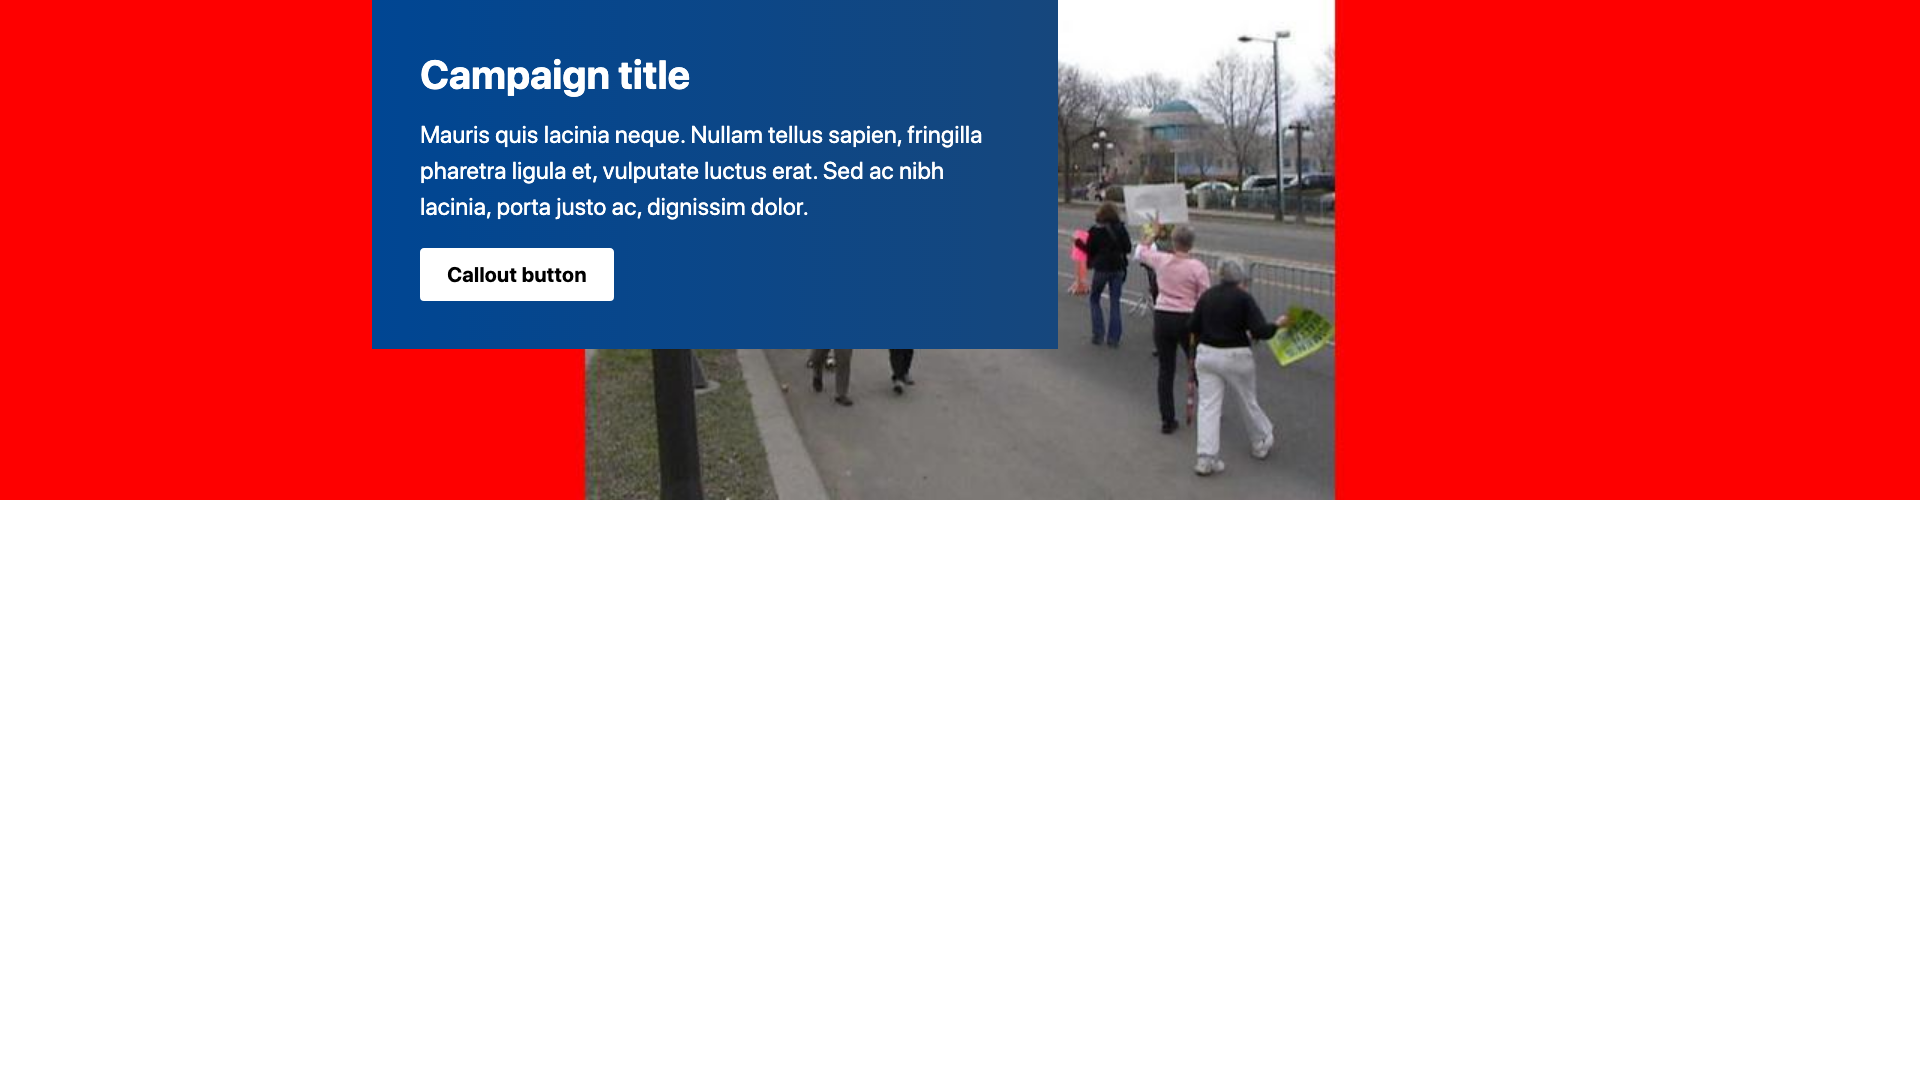 Campaign title
Mauris quis lacinia neque. Nullam tellus sapien, fringilla
pharetra ligula et, vulputate luctus erat. Sed ac nibh
lacinia, porta justo ac, dignissim dolor.
Callout button